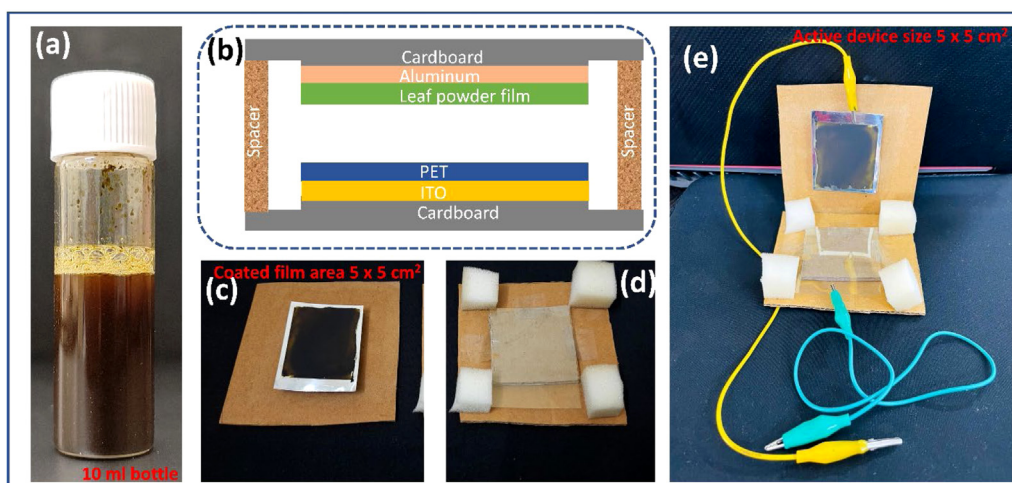 (a)
10 ml bottle
(b)
Cardboard
Aluminum
Leaf powder film
Spacer
Spacer
PET
ITO
Cardboard
Coated film area 5 x 5 cm²
(c)
(d)
Active device size 5 x 5 cm²
(e)